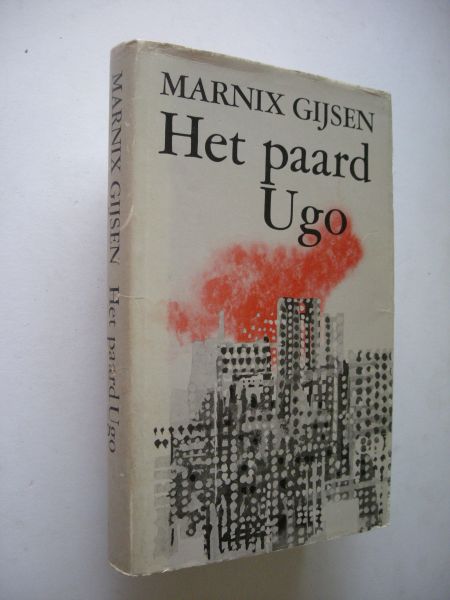 MARNIX GIJSEN
Het paard
Ugo
MARNIX GIJSEN Het paard Ugo